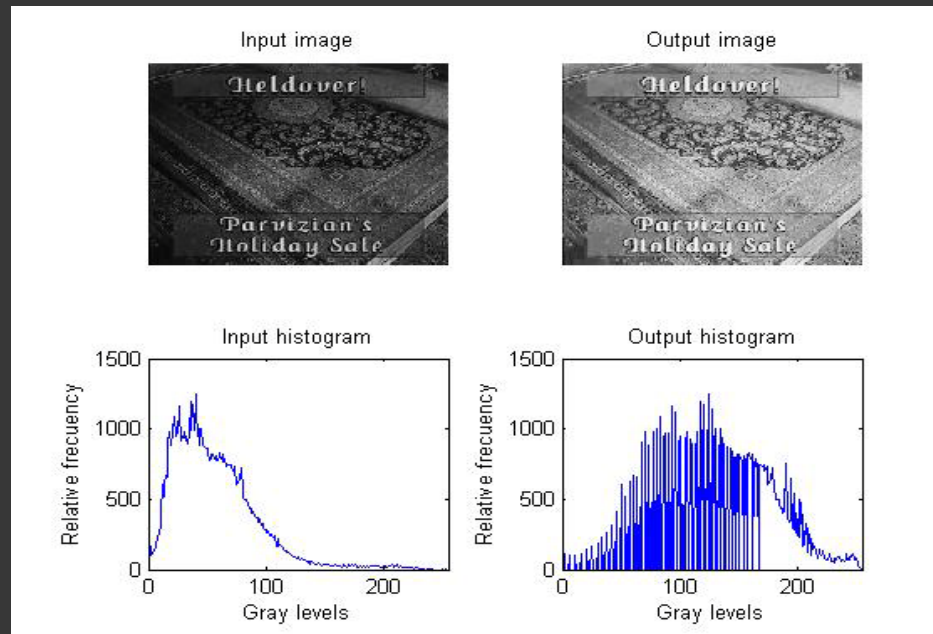 Input image
Heldover!
Parvizian's
Holiday Sale
Output image
Heldover!
Parvizian's
Holiday Sale
Input histogram
1500
1000
500
0
Relative frecuency
0 100 200
Gray levels
Output histogram
1500
1000
500
0
Relative frecuency
0 100 200
Gray levels